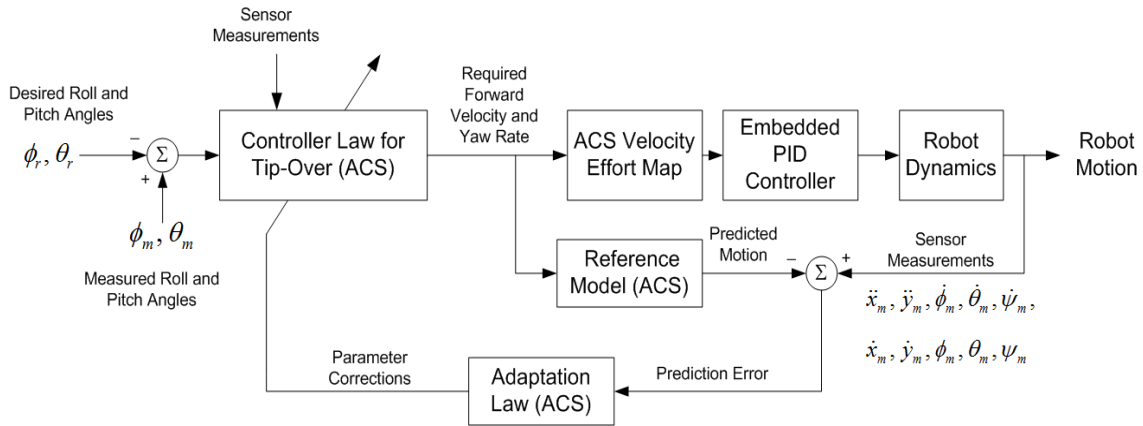 Sensor
Measurements
Desired Roll and
Pitch Angles
ϕr, θr
−
Σ
+
ϕm, θm
Measured Roll and
Pitch Angles
Controller Law for
Tip-Over (ACS)
Required
Forward
Velocity and
Yaw Rate
ACS Velocity
Effort Map
Embedded
PID
Controller
Robot
Dynamics
Robot
Motion
Reference
Model (ACS)
Predicted
Motion
−
Σ
+
Sensor
Measurements
ẍm, ÿm, ϕ̇m, θ̇m, ψ̇m,
ẋm, ẏm, ϕm, θm, ψm
Prediction Error
Adaptation
Law (ACS)
Parameter
Corrections